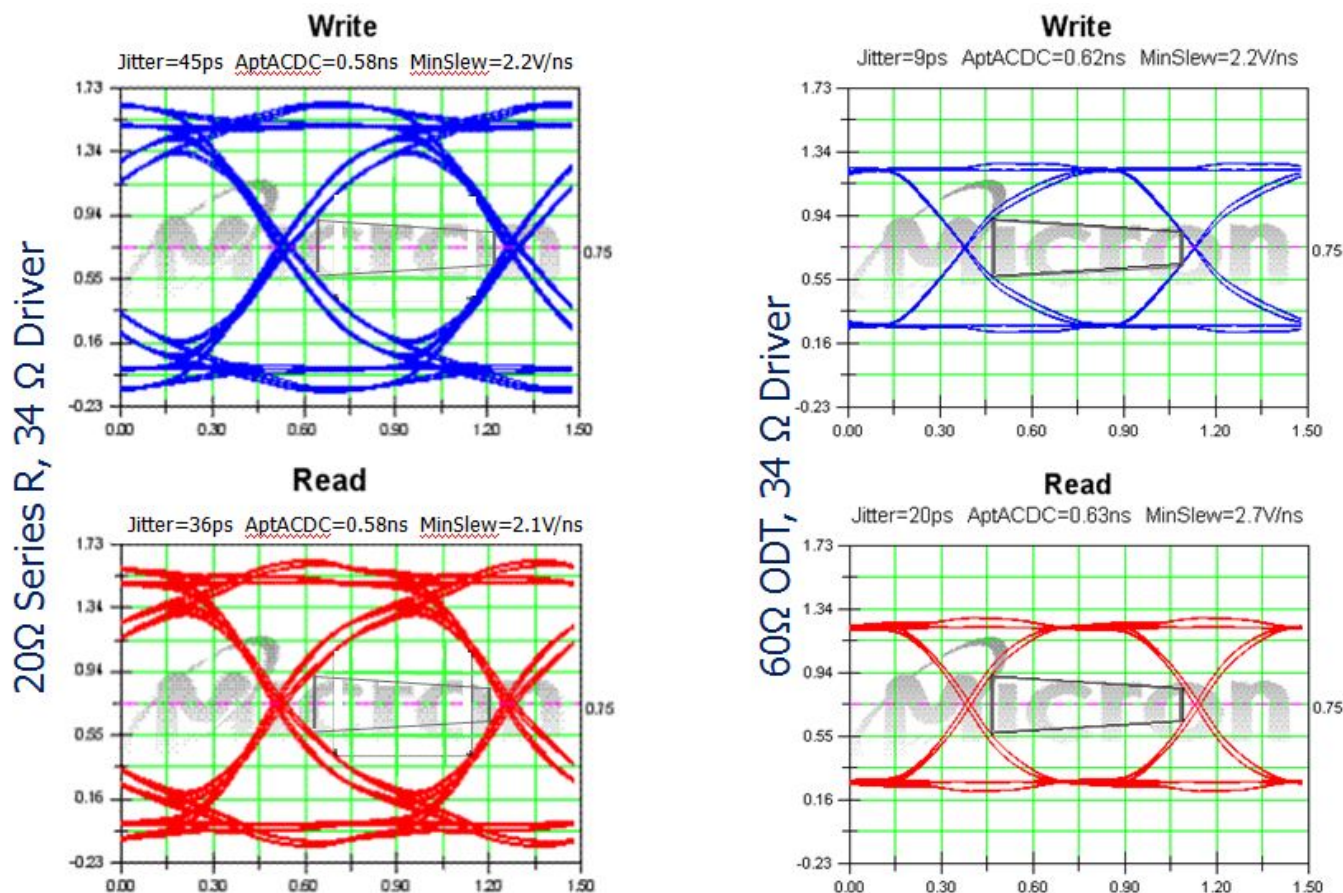 Write
Jitter=45ps AptACDC=0.58ns MinSlew=2.2V/ns
1.73
1.34
0.94
0.55
0.16
-0.23
0.00 0.30 0.60 0.90 1.20 1.50
0.75
Micron
20Ω Series R, 34 Ω Driver
Read
Jitter=36ps AptACDC=0.58ns MinSlew=2.1V/ns
1.73
1.34
0.94
0.55
0.16
-0.23
0.00 0.30 0.60 0.90 1.20 1.50
0.75
Micron
Write
Jitter=9ps AptACDC=0.62ns MinSlew=2.2V/ns
1.73
1.34
0.94
0.55
0.16
-0.23
0.00 0.30 0.60 0.90 1.20 1.50
0.75
Micron
60Ω ODT, 34 Ω Driver
Read
Jitter=20ps AptACDC=0.63ns MinSlew=2.7V/ns
1.73
1.34
0.94
0.55
0.16
-0.23
0.00 0.30 0.60 0.90 1.20 1.50
0.75
Micron